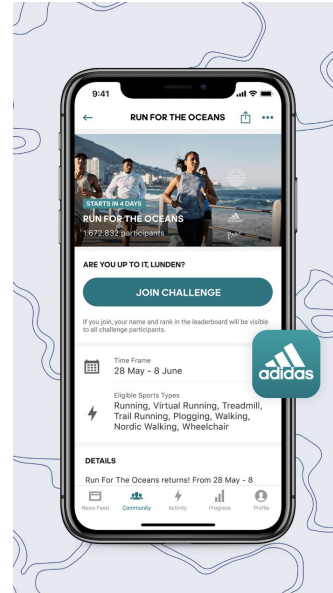 9:41
RUN FOR THE OCEANS
STARTS IN 4 DAYS
RUN FOR THE OCEANS
1.672.832 participants
ARE YOU UP TO IT, LUNDEN?
JOIN CHALLENGE
If you join, your name and rank in the leaderboard will be visible
to all challenge participants.
adidas
Time Frame
28 May - 8 June
Eligible Sports Types
Running, Virtual Running, Treadmill,
Trail Running, Plogging, Walking,
Nordic Walking, Wheelchair
DETAILS
Run For The Oceans returns! From 28 May - 8
News Feed Community Activity Progress Profile